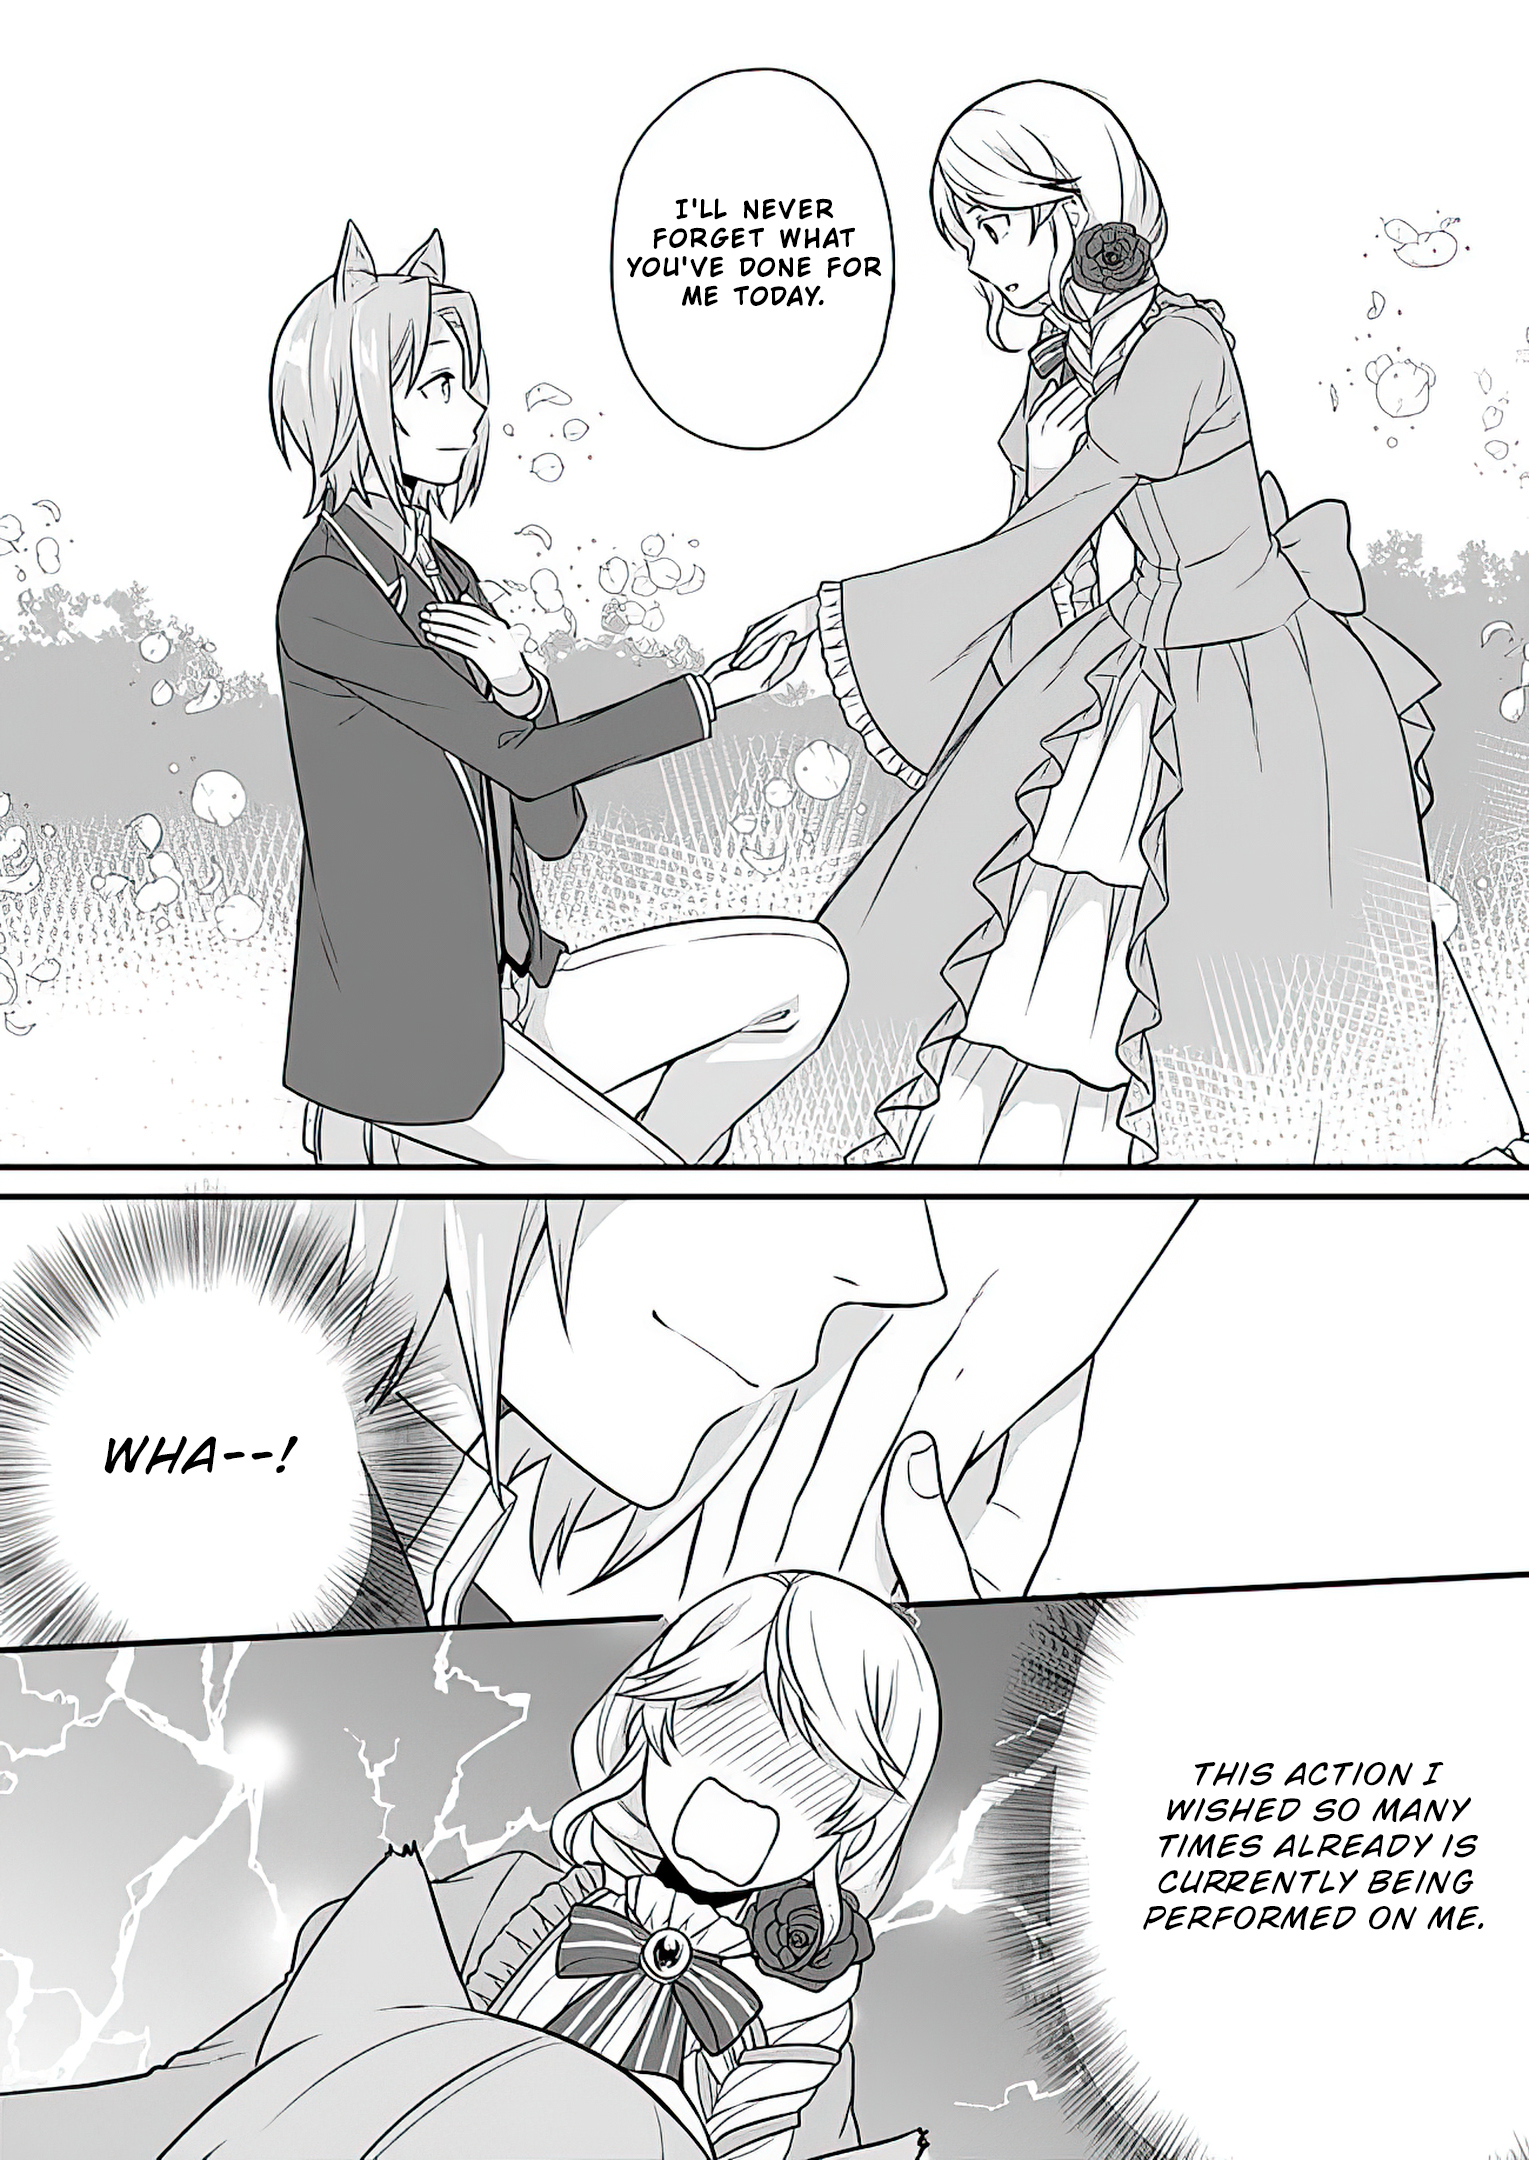 I'LL NEVER
FORGET WHAT
YOU'VE DONE FOR
ME TODAY.
WHA--!
THIS ACTION I
WISHED SO MANY
TIMES ALREADY IS
CURRENTLY BEING
PERFORMED ON ME.